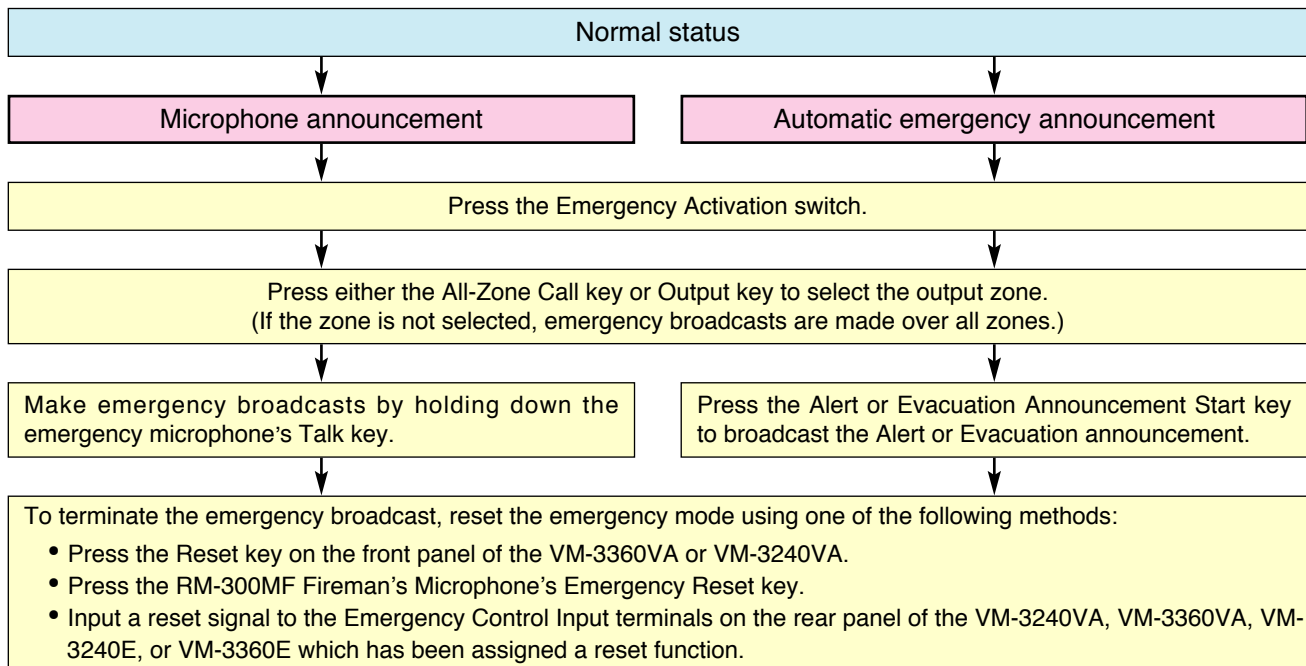 Normal status
Microphone announcement
Automatic emergency announcement
Press the Emergency Activation switch.
Press either the All-Zone Call key or Output key to select the output zone.
(If the zone is not selected, emergency broadcasts are made over all zones.)
Make emergency broadcasts by holding down the
emergency microphone's Talk key.
Press the Alert or Evacuation Announcement Start key
to broadcast the Alert or Evacuation announcement.
To terminate the emergency broadcast, reset the emergency mode using one of the following methods:
• Press the Reset key on the front panel of the VM-3360VA or VM-3240VA.
• Press the RM-300MF Fireman's Microphone's Emergency Reset key.
• Input a reset signal to the Emergency Control Input terminals on the rear panel of the VM-3240VA, VM-3360VA, VM-
3240E, or VM-3360E which has been assigned a reset function.